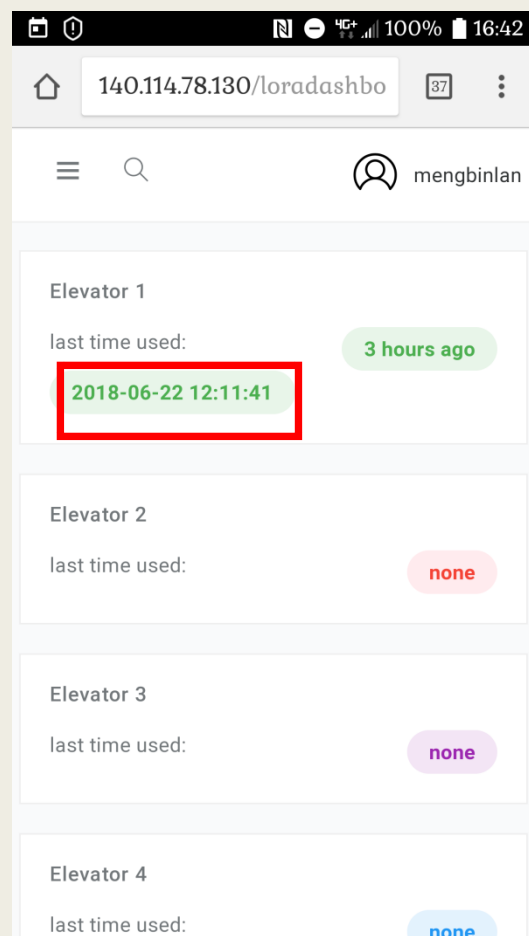 100% 16:42
140.114.78.130/loradashbo 37
mengbinlan
Elevator 1
last time used:
3 hours ago
2018-06-22 12:11:41
Elevator 2
last time used:
none
Elevator 3
last time used:
none
Elevator 4
last time used:
none